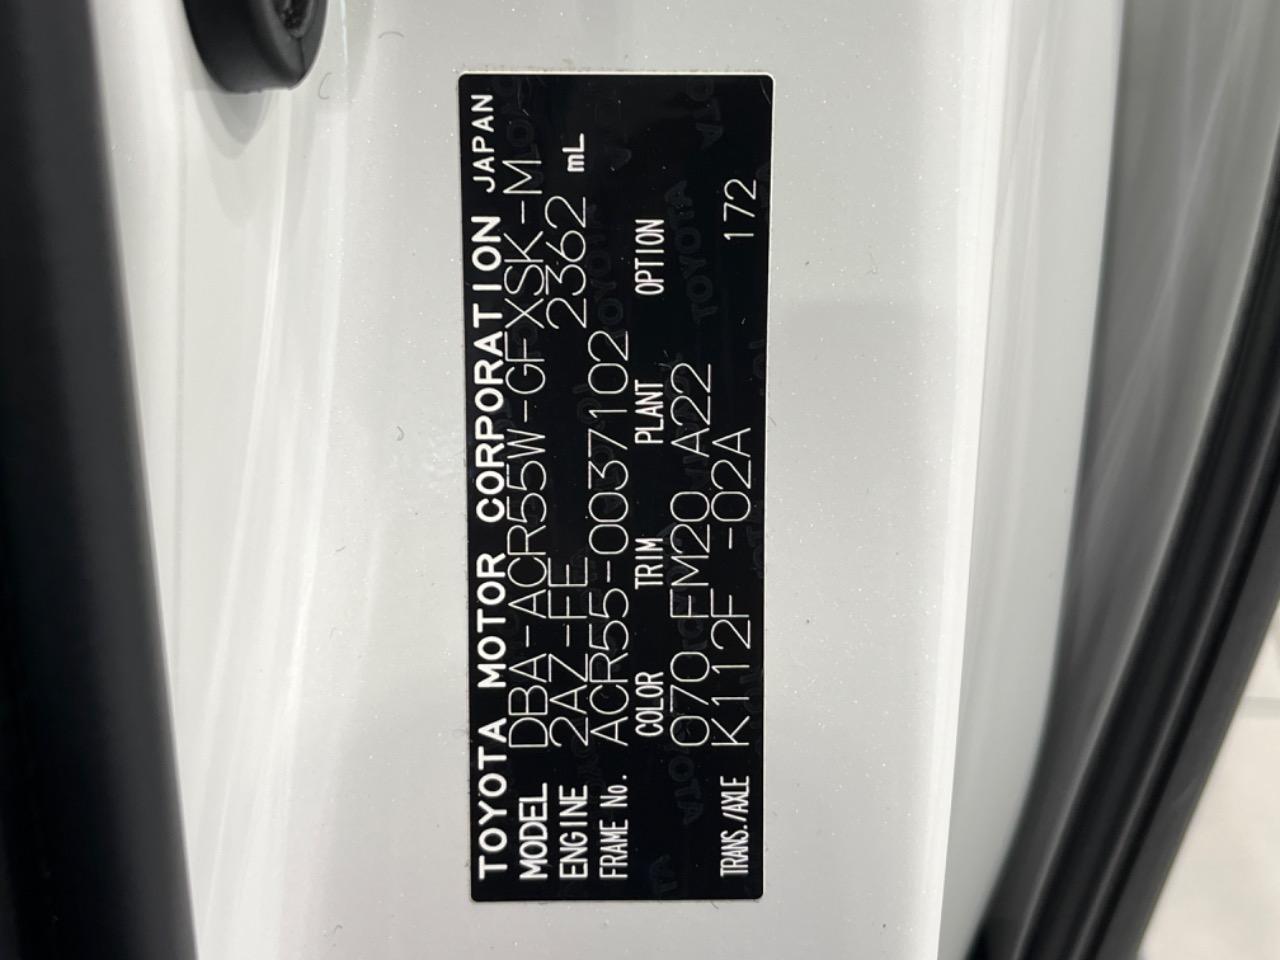 TOYOTA MOTOR CORPORATION JAPAN
MODEL DBA-ACR55W-GFXSK-M
ENGINE 2AZ-FE 2362 mL
FRAME No. ACR55-0037102
COLOR TRIM PLANT OPTION
070 FM20 A22
TRANS./AXLE K112F -02A 172